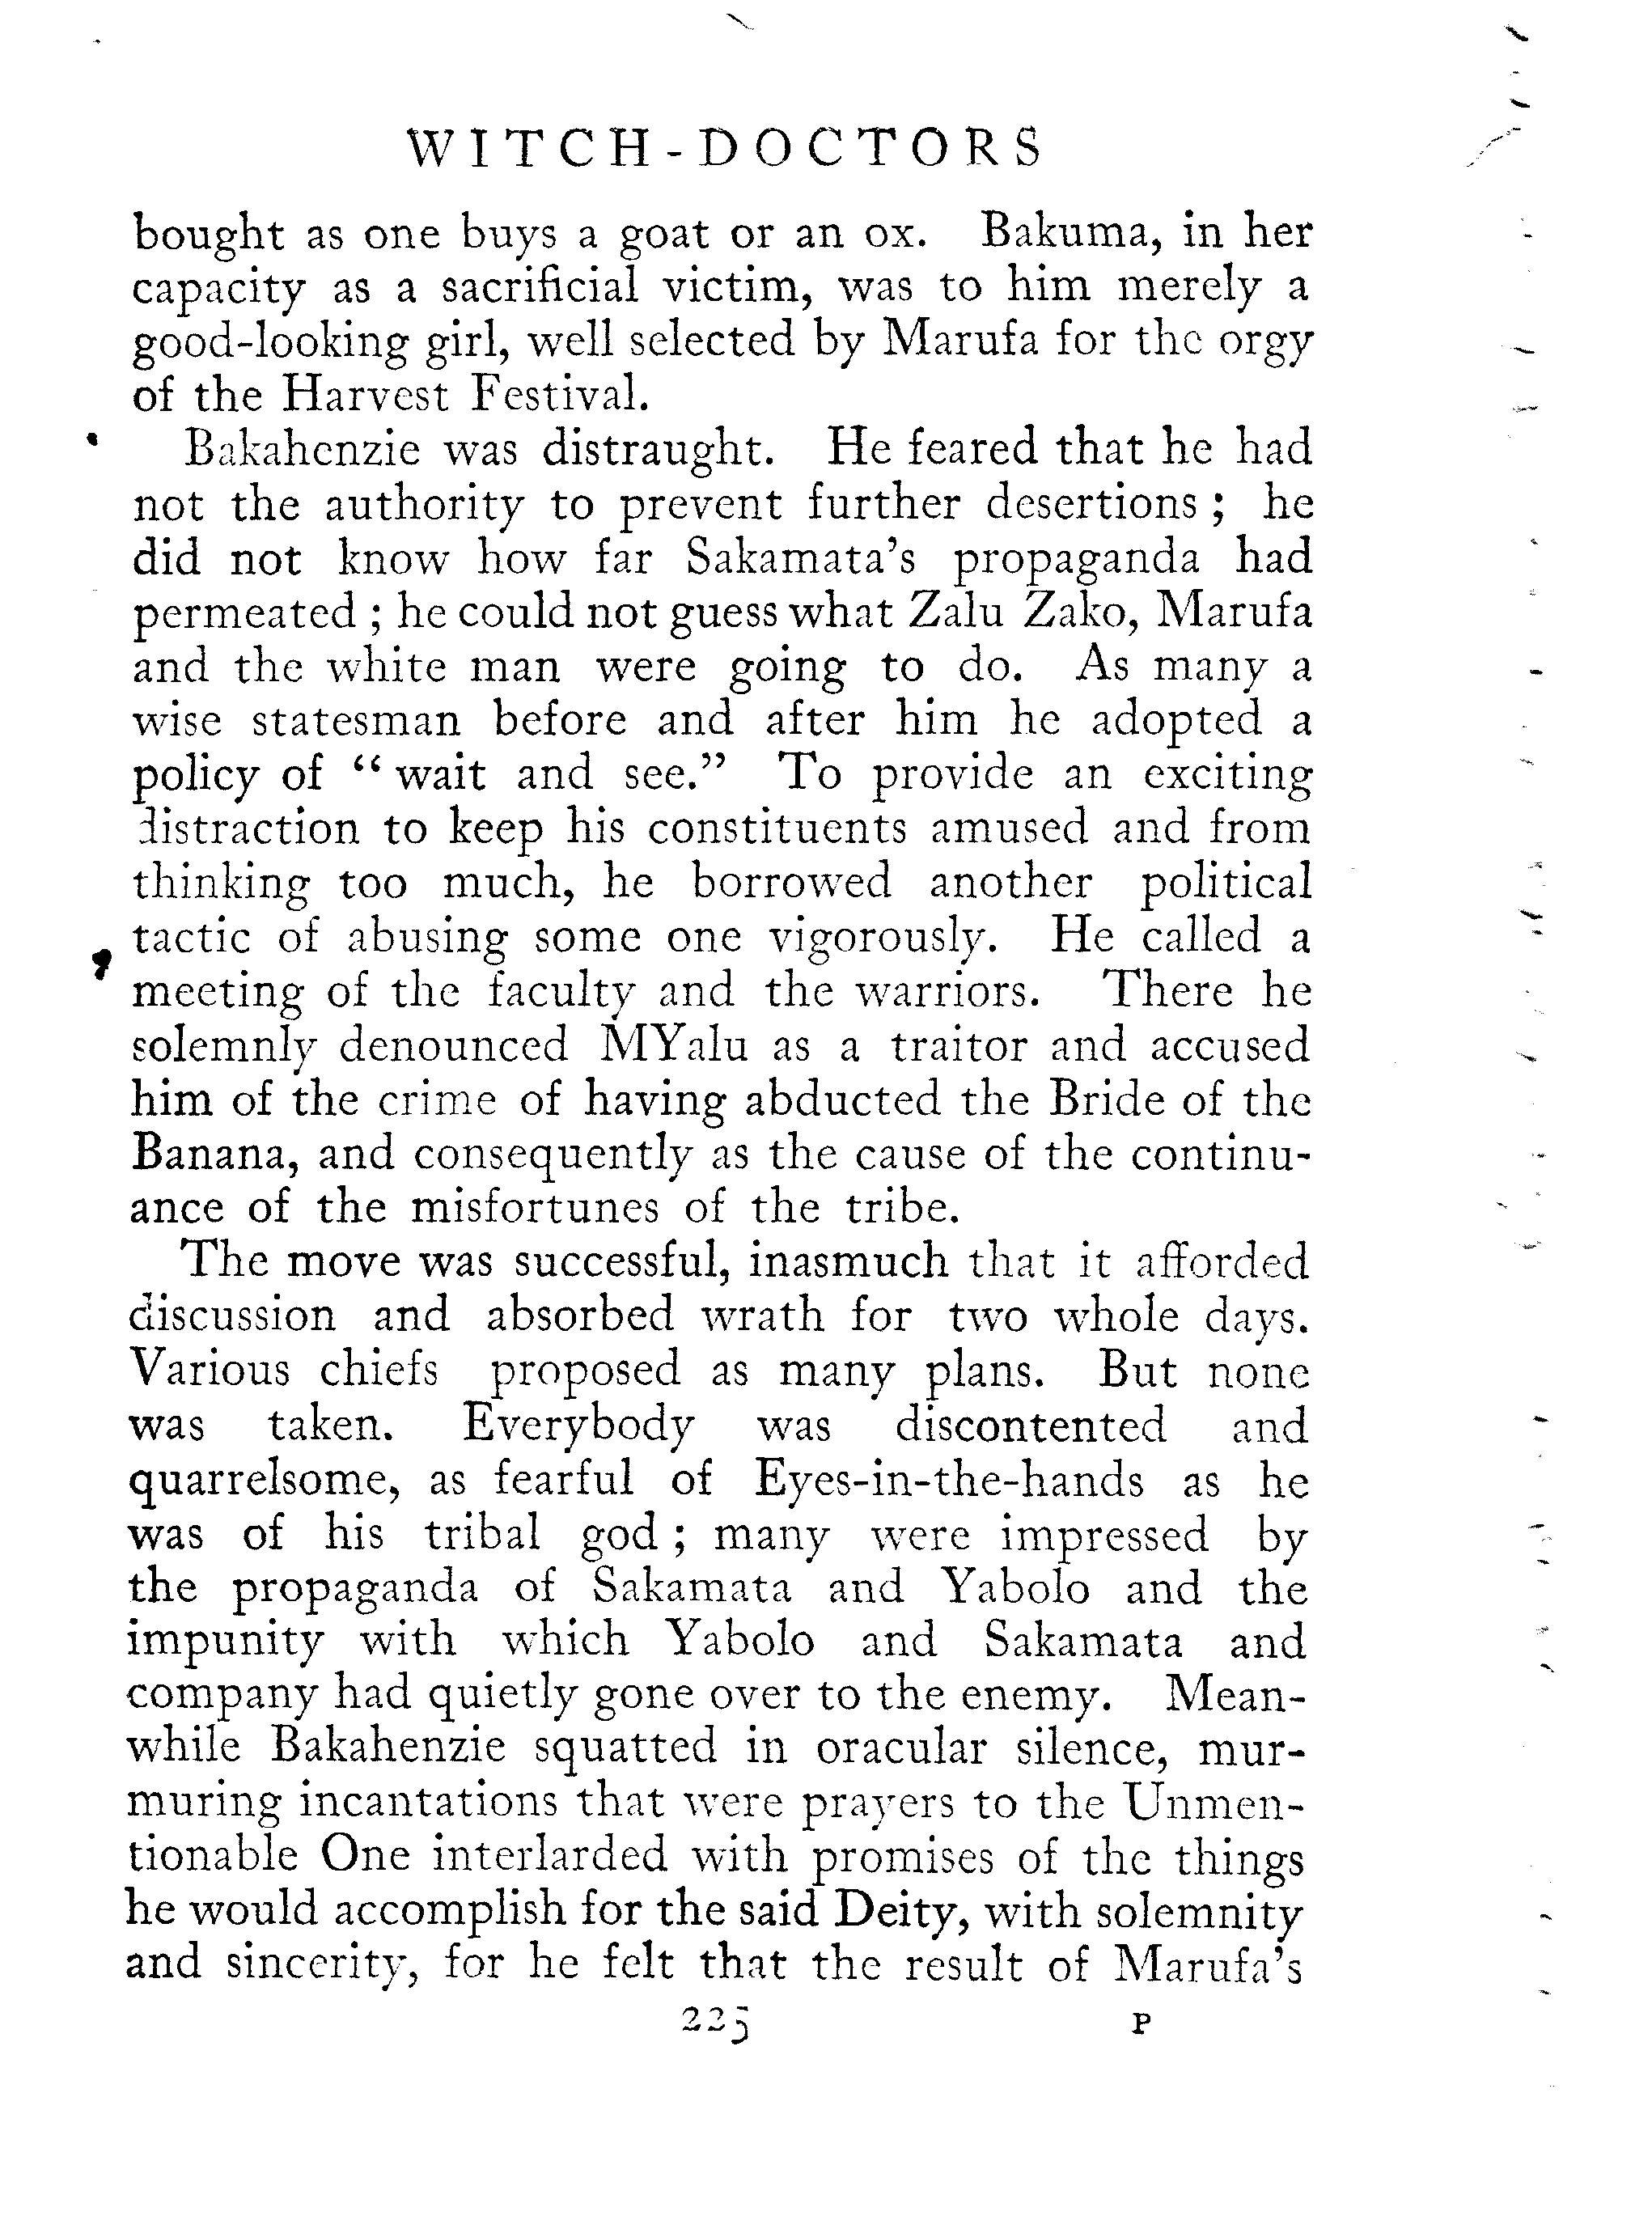 WITCH-DOCTORS
bought as one buys a goat or an ox. Bakuma, in her
capacity as a sacrificial victim, was to him merely a
good-looking girl, well selected by Marufa for the orgy
of the Harvest Festival.
Bakahenzie was distraught. He feared that he had
not the authority to prevent further desertions ; he
did not know how far Sakamata's propaganda had
permeated ; he could not guess what Zalu Zako, Marufa
and the white man were going to do. As many a
wise statesman before and after him he adopted a
policy of “ wait and see.” To provide an exciting
distraction to keep his constituents amused and from
thinking too much, he borrowed another political
tactic of abusing some one vigorously. He called a
meeting of the faculty and the warriors. There he
solemnly denounced MYalu as a traitor and accused
him of the crime of having abducted the Bride of the
Banana, and consequently as the cause of the continu-
ance of the misfortunes of the tribe.
The move was successful, inasmuch that it afforded
discussion and absorbed wrath for two whole days.
Various chiefs proposed as many plans. But none
was taken. Everybody was discontented and
quarrelsome, as fearful of Eyes-in-the-hands as he
was of his tribal god ; many were impressed by
the propaganda of Sakamata and Yabolo and the
impunity with which Yabolo and Sakamata and
company had quietly gone over to the enemy. Mean-
while Bakahenzie squatted in oracular silence, mur-
muring incantations that were prayers to the Unmen-
tionable One interlarded with promises of the things
he would accomplish for the said Deity, with solemnity
and sincerity, for he felt that the result of Marufa's
225 P